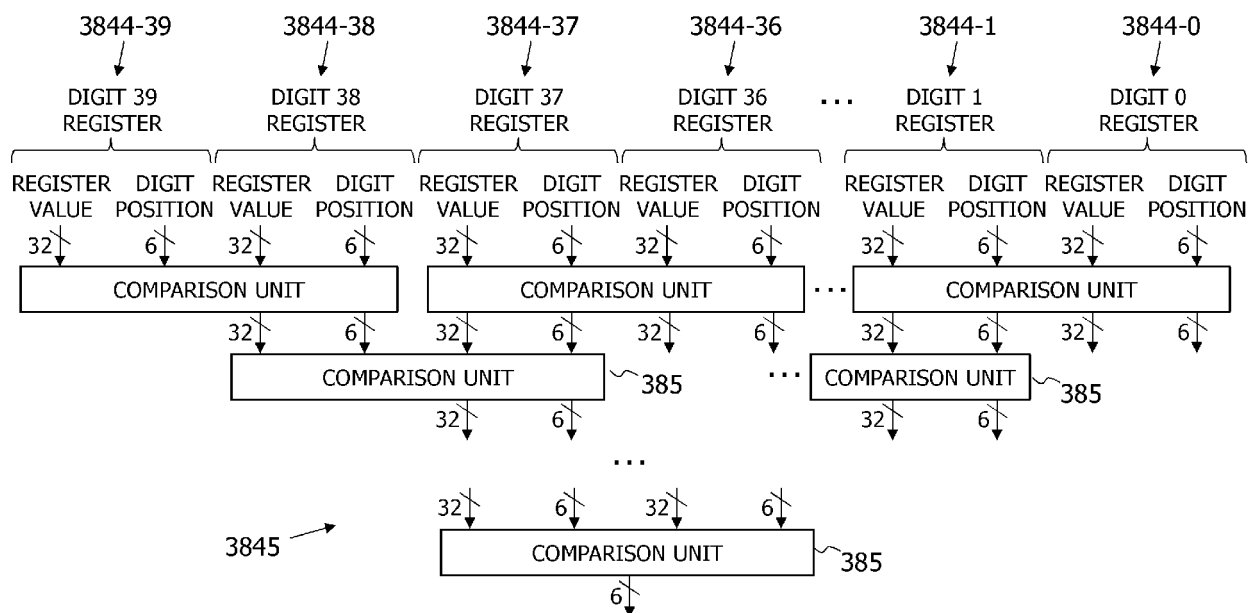 3844-39 3844-38 3844-37 3844-36 3844-1 3844-0
DIGIT 39 REGISTER
DIGIT 38 REGISTER
DIGIT 37 REGISTER
DIGIT 36 REGISTER
...
DIGIT 1 REGISTER
DIGIT 0 REGISTER
REGISTER DIGIT REGISTER DIGIT REGISTER DIGIT REGISTER DIGIT REGISTER DIGIT REGISTER DIGIT
VALUE POSITION VALUE POSITION VALUE POSITION VALUE POSITION VALUE POSITION VALUE POSITION
32 6 32 6 32 6 32 6 32 6 32 6
COMPARISON UNIT COMPARISON UNIT ... COMPARISON UNIT
32 6 32 6 32 6 32 6 32 6
COMPARISON UNIT 385 ... COMPARISON UNIT 385
32 6 32 6
...
32 6 32 6
3845 COMPARISON UNIT 385
6